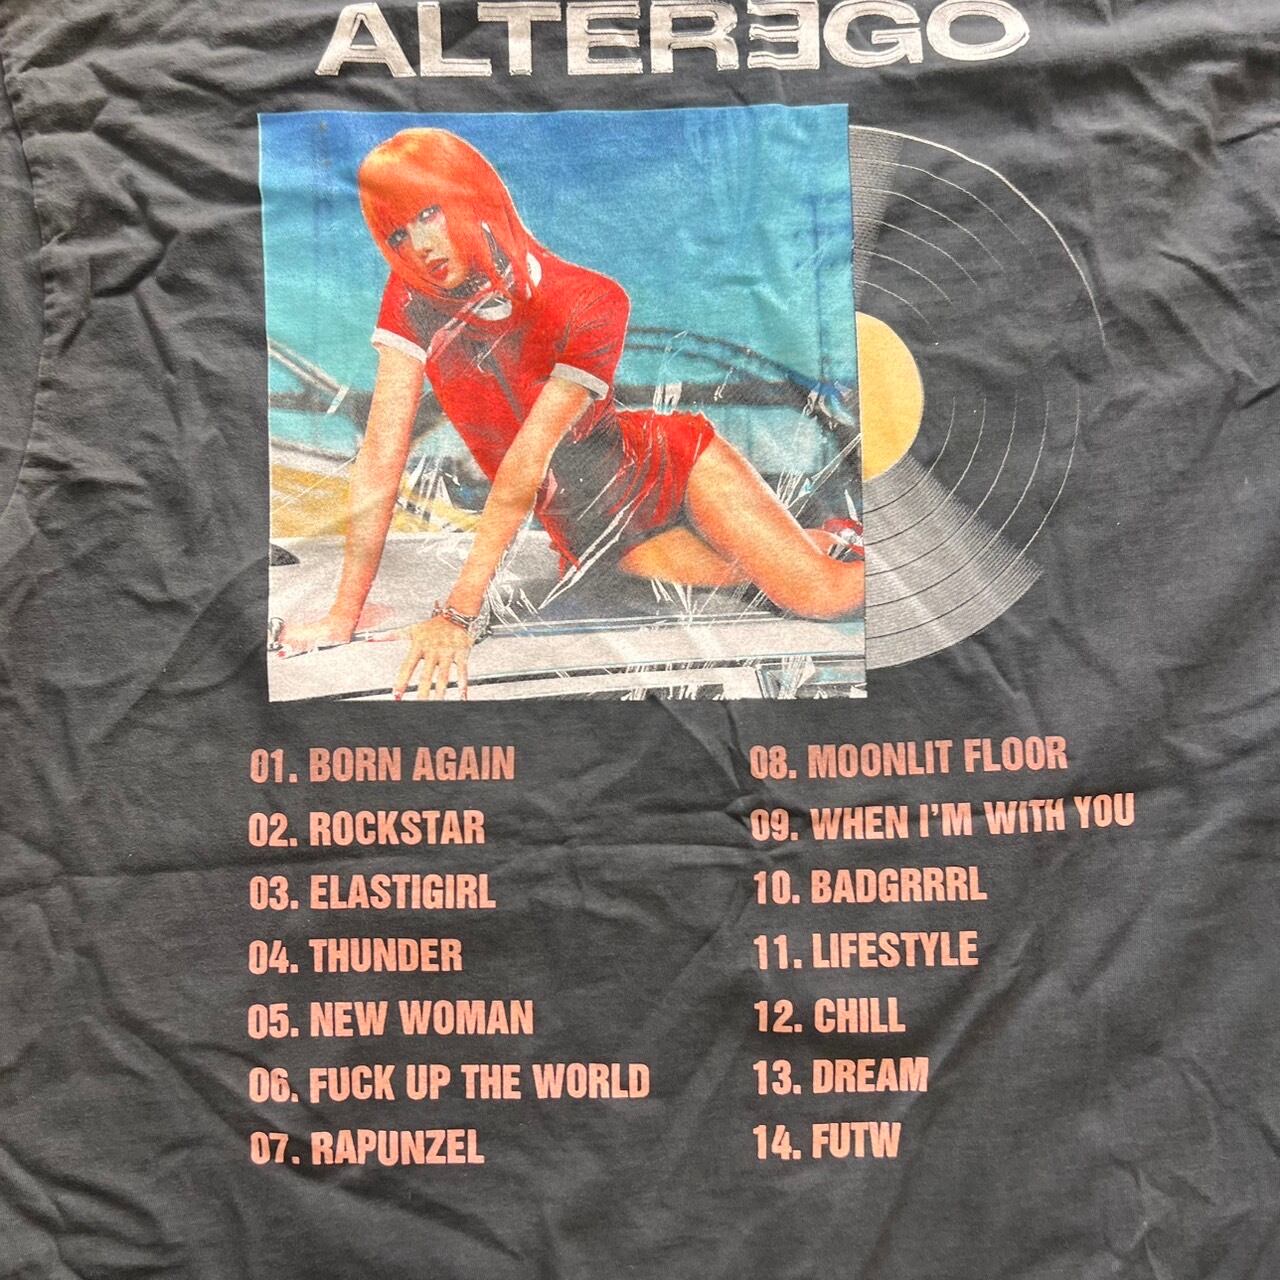 ALTERƎGO
01. BORN AGAIN
02. ROCKSTAR
03. ELASTIGIRL
04. THUNDER
05. NEW WOMAN
06. FUCK UP THE WORLD
07. RAPUNZEL
08. MOONLIT FLOOR
09. WHEN I'M WITH YOU
10. BADGRRRL
11. LIFESTYLE
12. CHILL
13. DREAM
14. FUTW